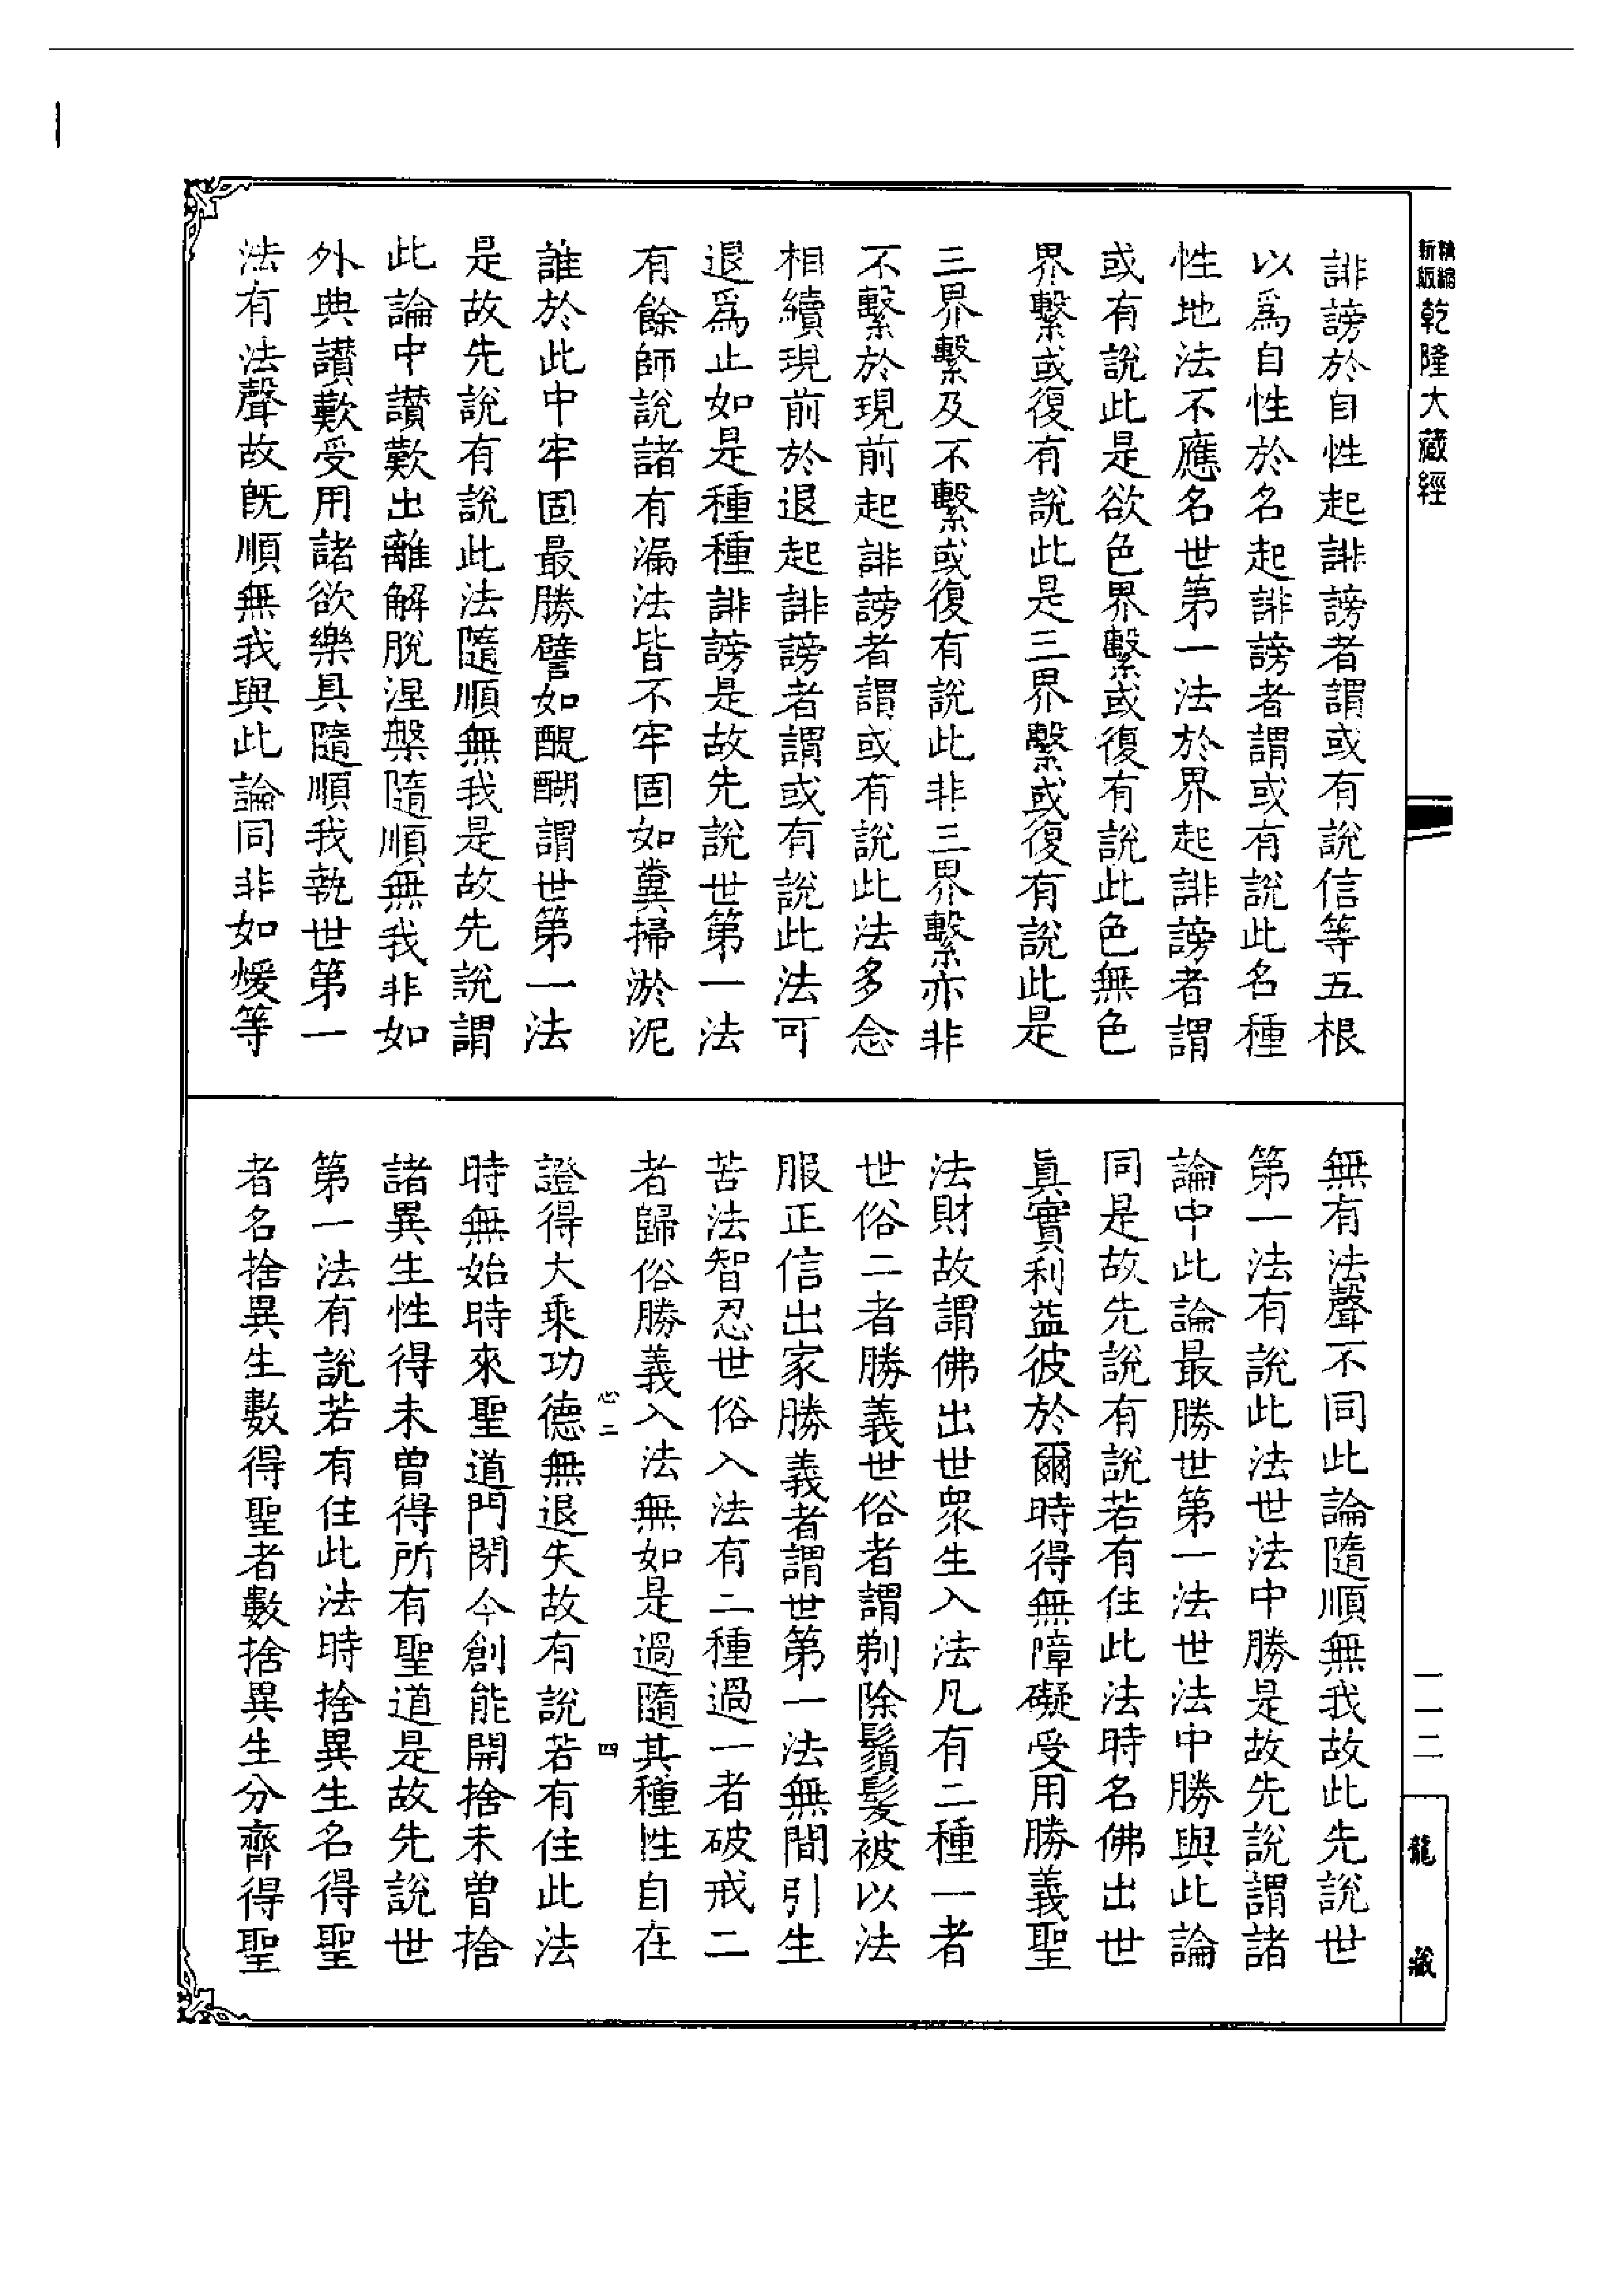 精縮
新版
乾隆大藏經
誹謗於自性起誹謗者謂或有說信等五根
以爲自性於名起誹謗者謂或有說此名種
性地法不應名世第一法於界起誹謗者謂
或有說此是欲色界繫或復有說此色無色
界繫或復有說此是三界繫或復有說此是
三界繫及不繫或復有說此非三界繫亦非
不繫於現前起誹謗者謂或有說此法多念
相續現前於退起誹謗者謂或有說此法可
退爲止如是種種誹謗是故先說世第一法
有餘師說諸有漏法皆不牢固如糞掃淤泥
誰於此中牢固最勝譬如醍醐謂世第一法
是故先說有說此法隨順無我是故先說謂
此論中讚歎出離解脫涅槃隨順無我非如
外典讚歎受用諸欲樂具隨順我執世第一
法有法聲故旣順無我與此論同非如煖等
無有法聲不同此論隨順無我故此先說世
第一法有說此法世法中勝是故先說謂諸
論中此論最勝世第一法世法中勝與此論
同是故先說有說若有住此法時名佛出世
眞實利益彼於爾時得無障礙受用勝義聖
法財故謂佛出世衆生入法凡有二種一者
世俗二者勝義世俗者謂剃除鬚髮被以法
服正信出家勝義者謂世第一法無間引生
苦法智忍世俗入法有二種過一者破戒二
者歸俗勝義入法無如是過隨其種性自在
心三
四
證得大乘功德無退失故有說若有住此法
時無始時來聖道門閉今創能開捨未曾捨
諸異生性得未曾得所有聖道是故先說世
第一法有說若有住此法時捨異生名得聖
者名捨異生數得聖者數捨異生分齊得聖
一一二
龍藏